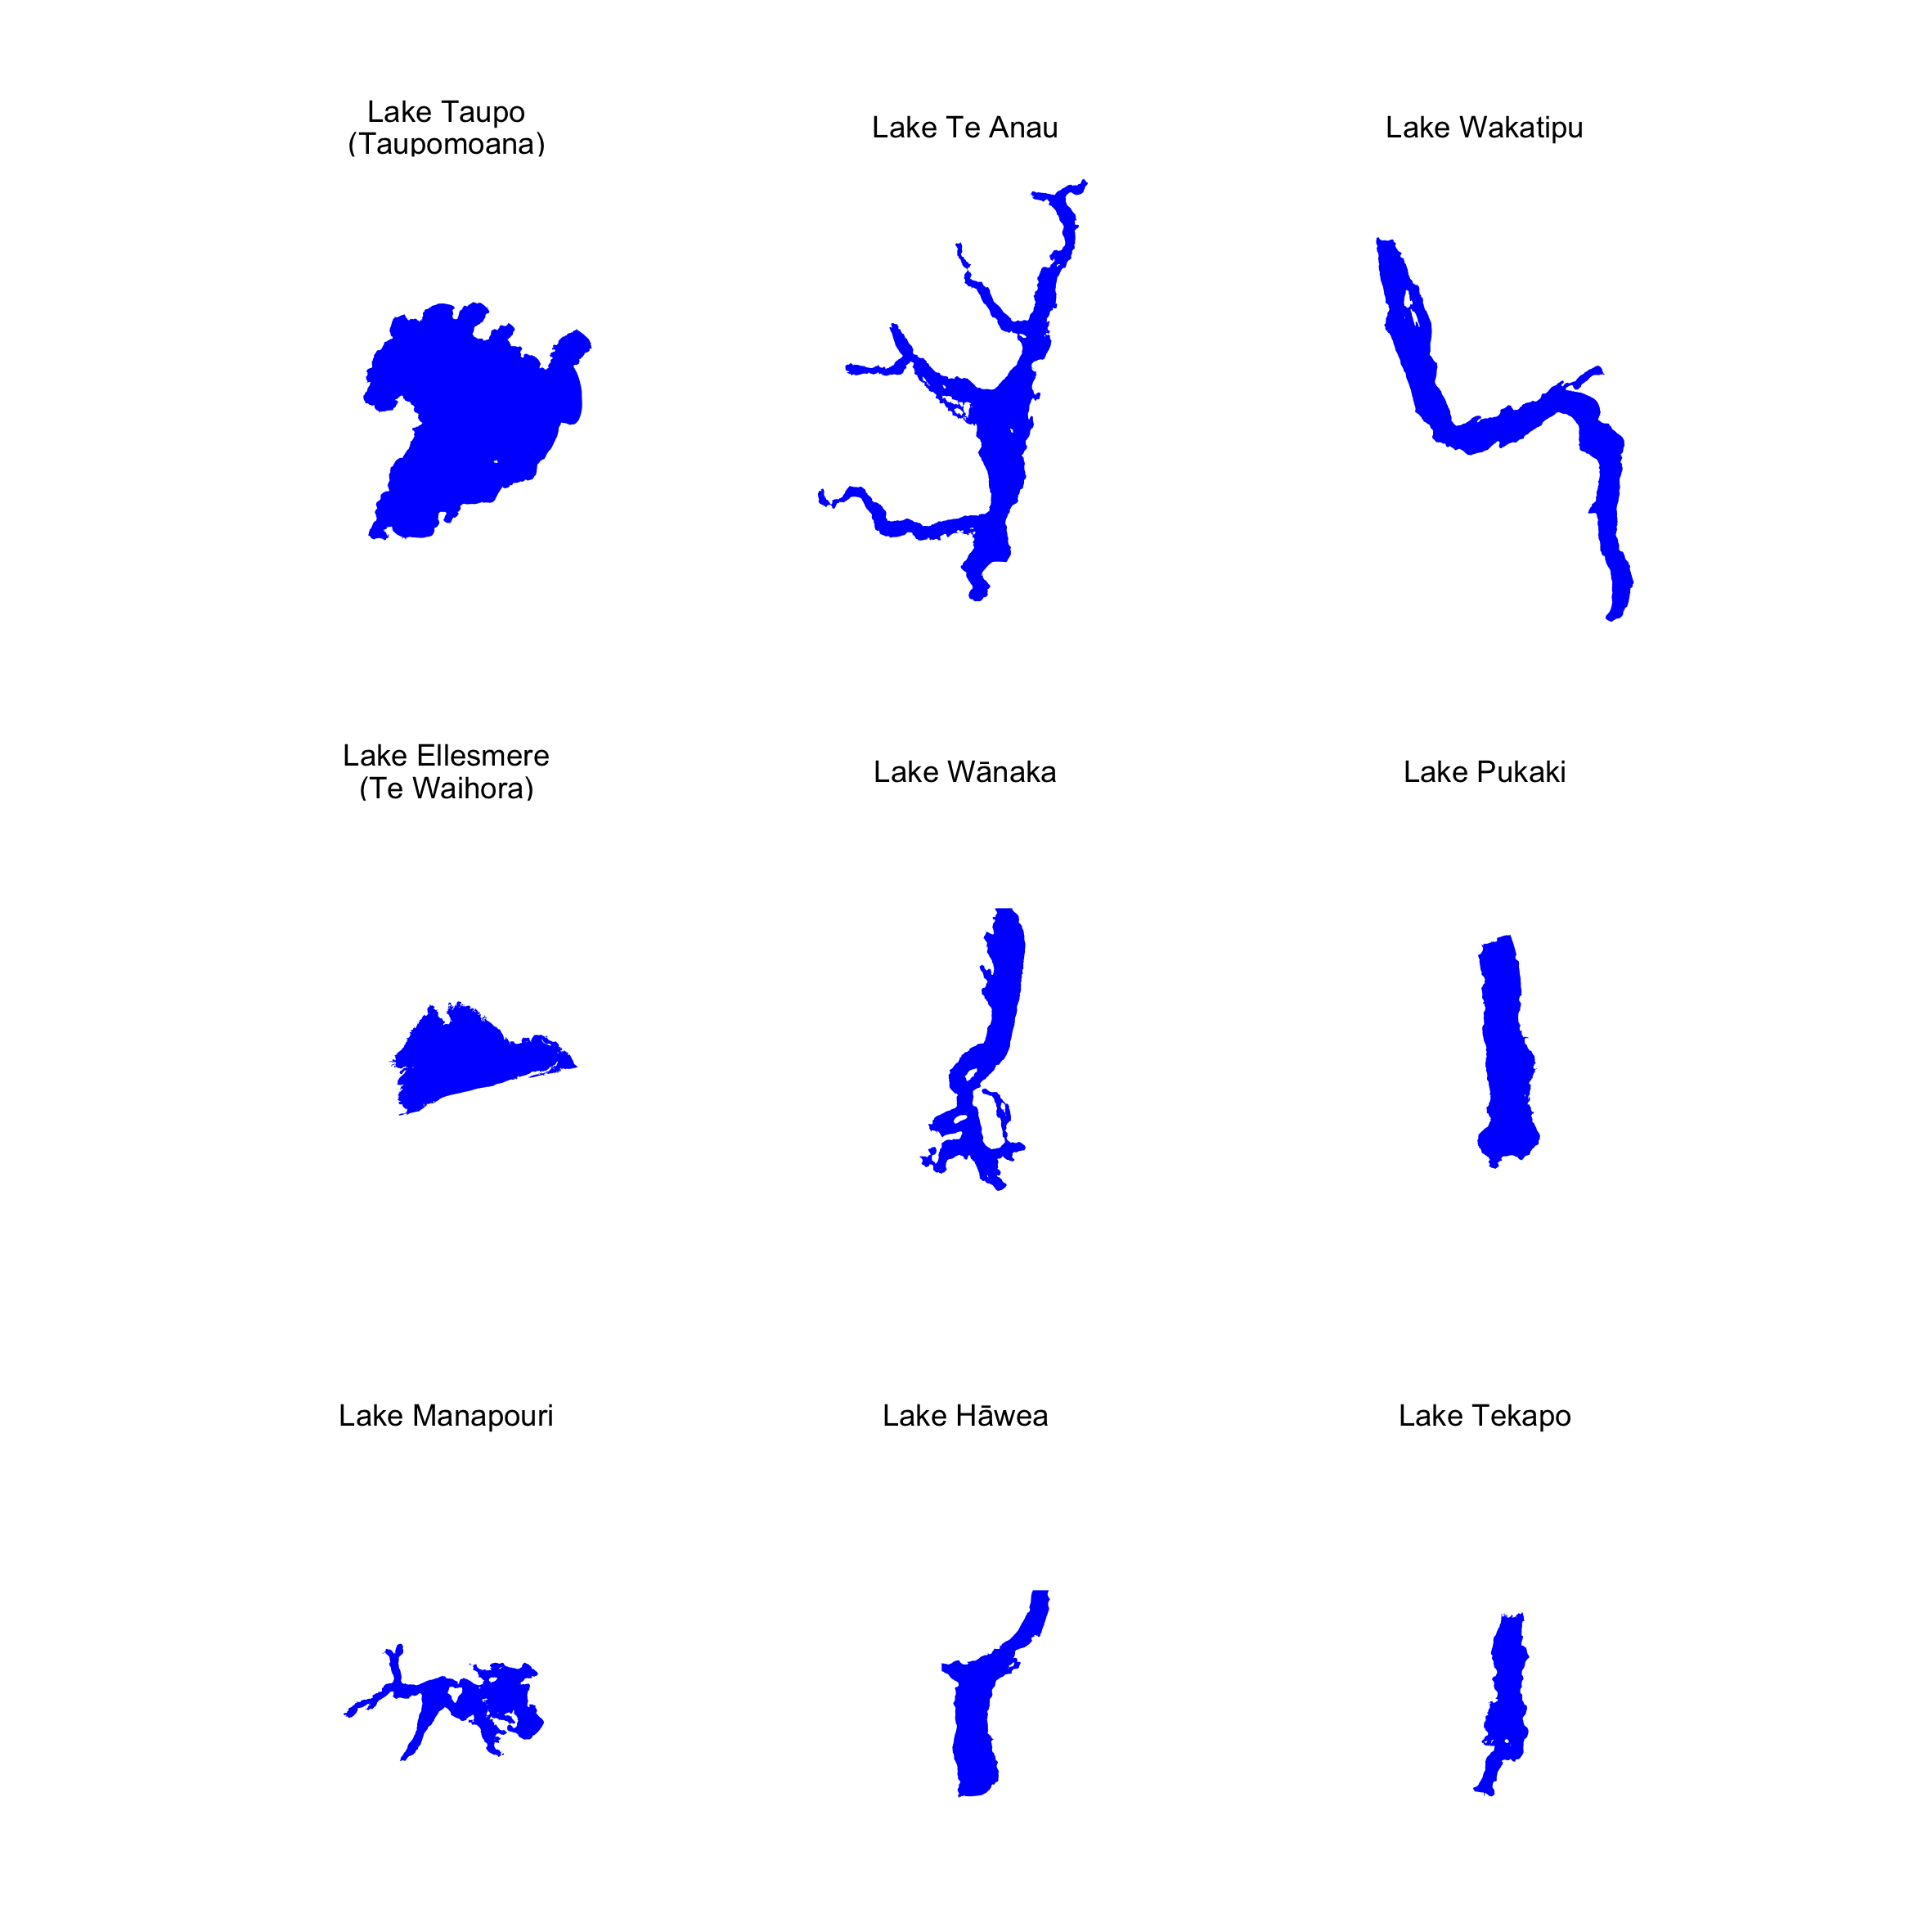 Lake Taupo
(Taupomoana)
Lake Te Anau
Lake Wakatipu
Lake Ellesmere
(Te Waihora)
Lake Wānaka
Lake Pukaki
Lake Manapouri
Lake Hāwea
Lake Tekapo